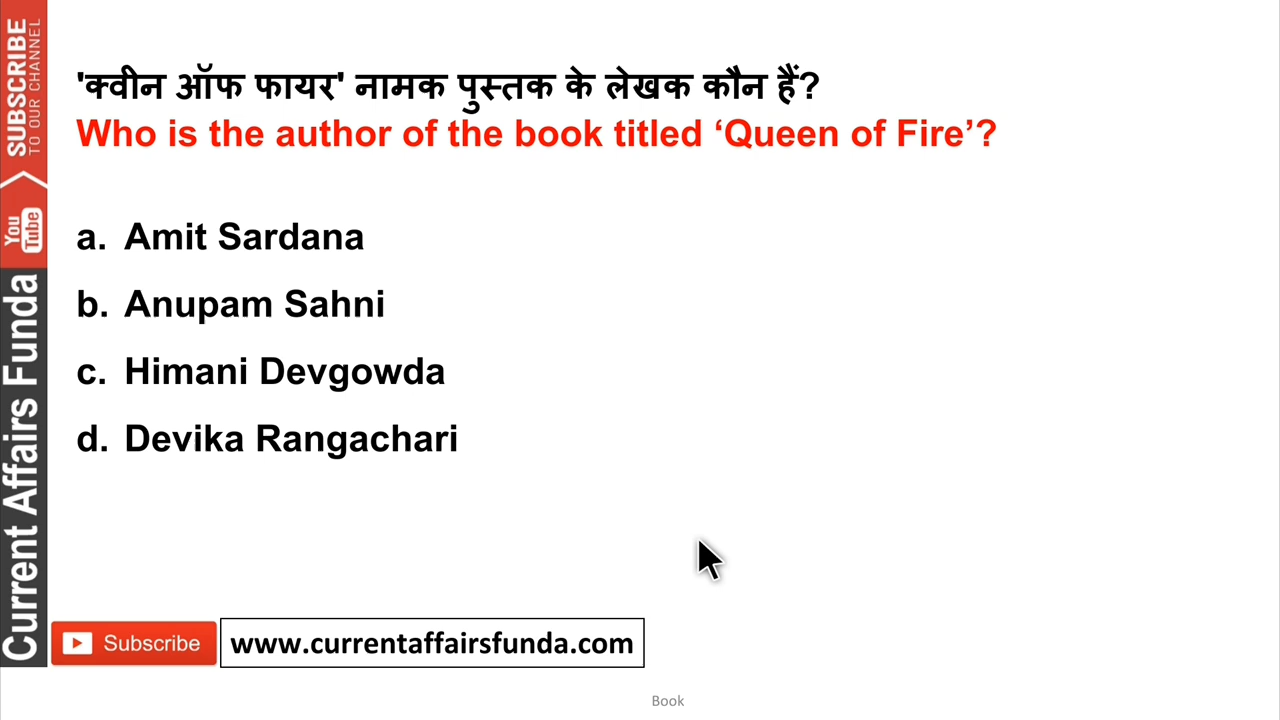 'क्वीन ऑफ फायर' नामक पुस्तक के लेखक कौन हैं?
Who is the author of the book titled ‘Queen of Fire’?
a. Amit Sardana
b. Anupam Sahni
c. Himani Devgowda
d. Devika Rangachari
SUBSCRIBE
TO OUR CHANNEL
You
Tube
Current Affairs Funda
Subscribe
www.currentaffairsfunda.com
Book